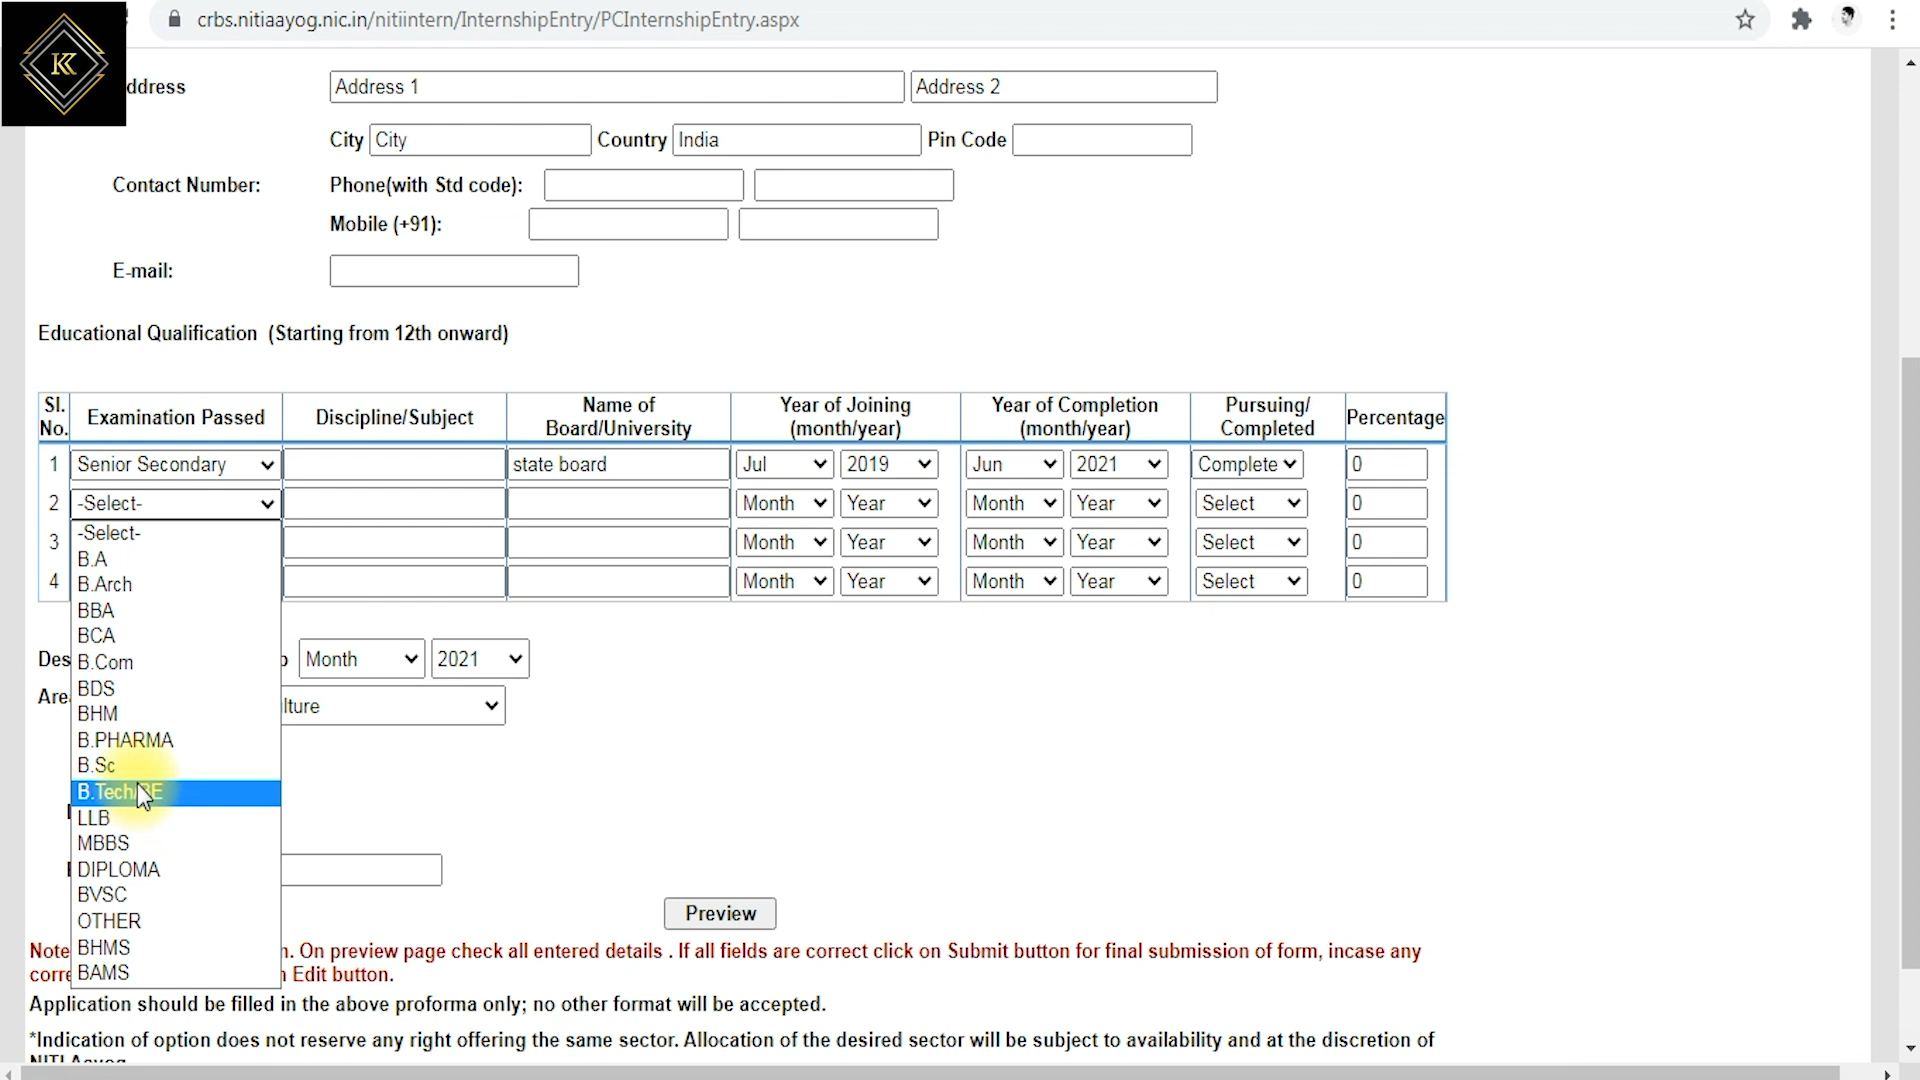 crbs.nitiaayog.nic.in/nitiintern/InternshipEntry/PCInternshipEntry.aspx
KK
ddress Address 1 Address 2
City City Country India Pin Code
Contact Number: Phone(with Std code):
Mobile (+91):
E-mail:
Educational Qualification (Starting from 12th onward)
Sl. No. Examination Passed Discipline/Subject Name of Board/University Year of Joining (month/year) Year of Completion (month/year) Pursuing/ Completed Percentage
1 Senior Secondary state board Jul 2019 Jun 2021 Complete 0
2 -Select- Month Year Month Year Select 0
3 Month Year Month Year Select 0
4 Month Year Month Year Select 0
-Select-
B.A
B.Arch
BBA
BCA
B.Com
BDS
BHM
B.PHARMA
B.Sc
B.Tech/BE
LLB
MBBS
DIPLOMA
BVSC
OTHER
BHMS
BAMS
Des Month 2021
Are lture
Preview
Note n. On preview page check all entered details . If all fields are correct click on Submit button for final submission of form, incase any
corre Edit button.
Application should be filled in the above proforma only; no other format will be accepted.
*Indication of option does not reserve any right offering the same sector. Allocation of the desired sector will be subject to availability and at the discretion of
NITI Aayog